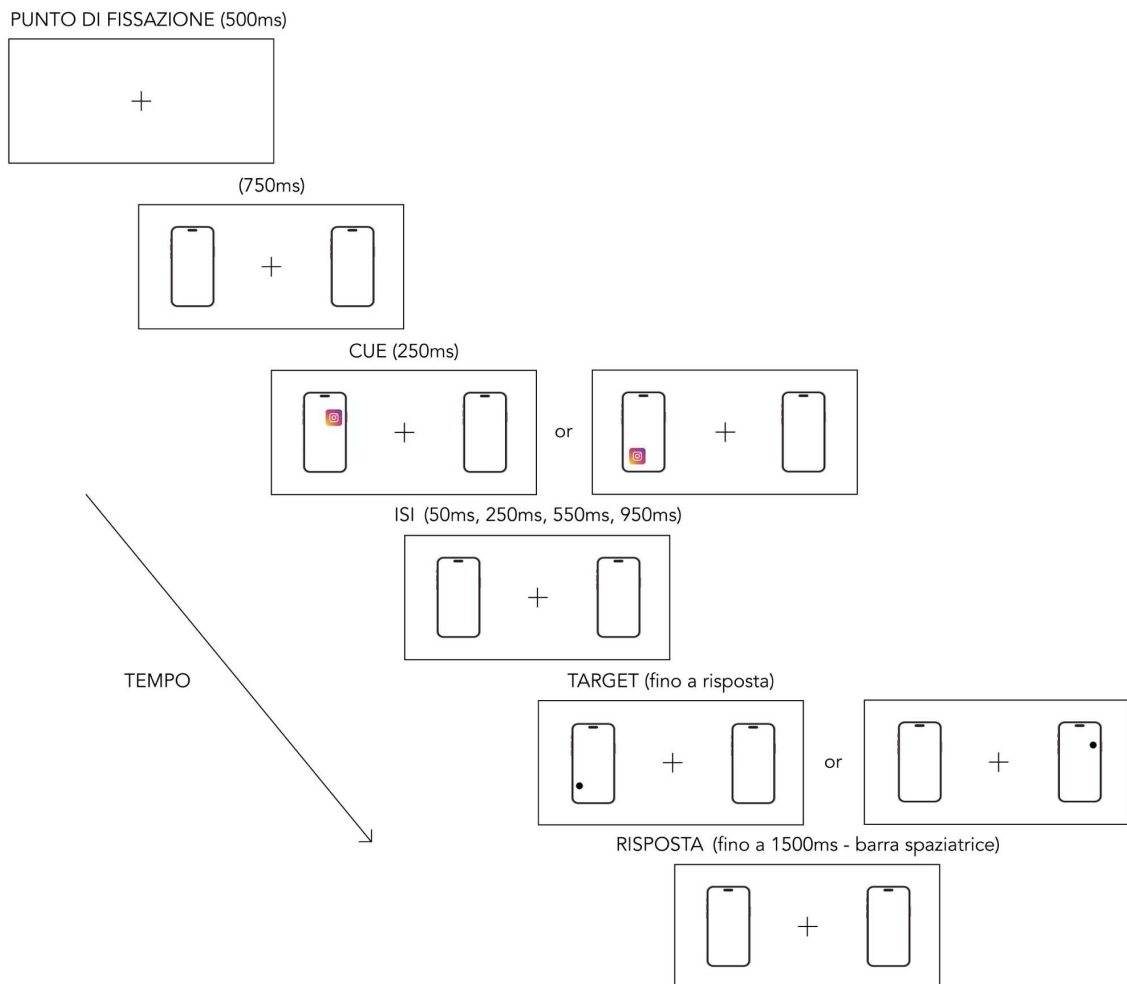 PUNTO DI FISSAZIONE (500ms)
(750ms)
CUE (250ms)
or
ISI (50ms, 250ms, 550ms, 950ms)
TEMPO
TARGET (fino a risposta)
or
RISPOSTA (fino a 1500ms - barra spaziatrice)